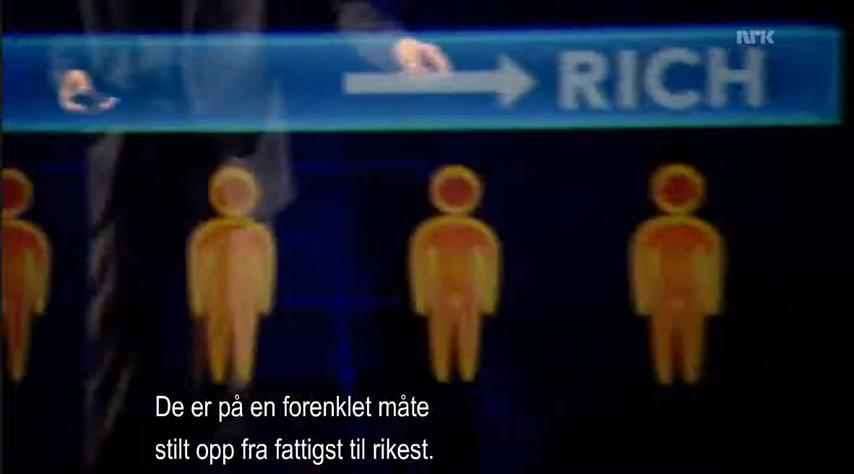 NRK
RICH
De er på en forenklet måte
stilt opp fra fattigst til rikest.